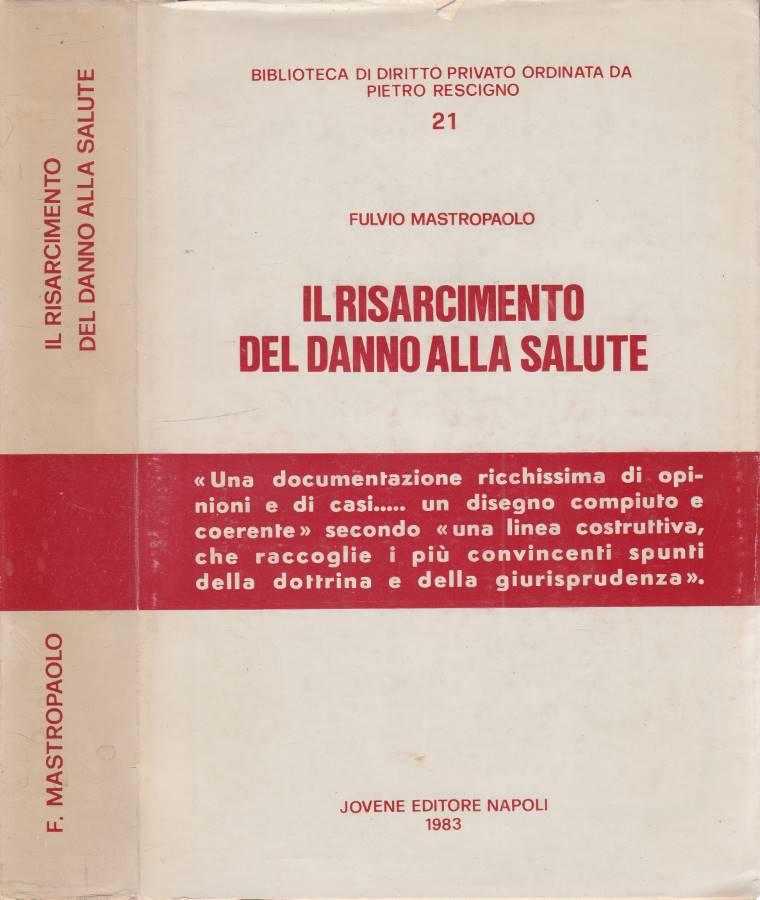 IL RISARCIMENTO
DEL DANNO ALLA SALUTE
F. MASTROPAOLO
BIBLIOTECA DI DIRITTO PRIVATO ORDINATA DA
PIETRO RESCIGNO
21
FULVIO MASTROPAOLO
IL RISARCIMENTO
DEL DANNO ALLA SALUTE
«Una documentazione ricchissima di opi-
nioni e di casi..... un disegno compiuto e
coerente» secondo «una linea costruttiva,
che raccoglie i più convincenti spunti
della dottrina e della giurisprudenza».
JOVENE EDITORE NAPOLI
1983